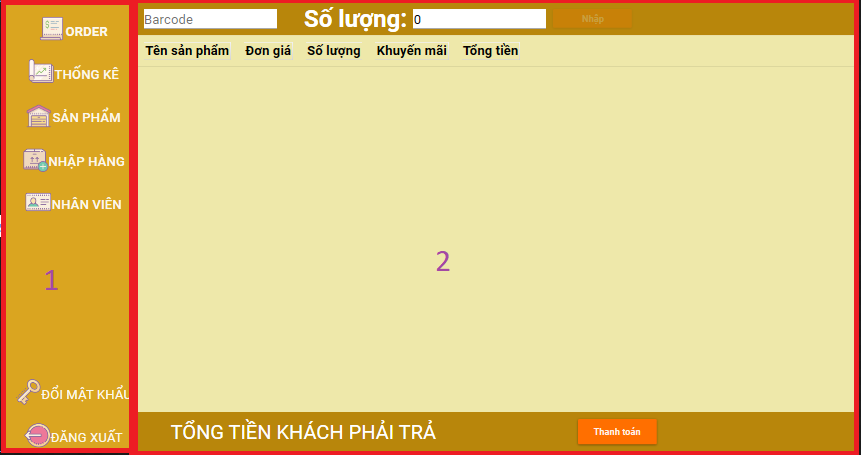 ORDER
THỐNG KÊ
SẢN PHẨM
NHẬP HÀNG
NHÂN VIÊN
1
ĐỔI MẬT KHẨU
ĐĂNG XUẤT
Barcode Số lượng: 0 Nhập
Tên sản phẩm Đơn giá Số lượng Khuyến mãi Tổng tiền
2
TỔNG TIỀN KHÁCH PHẢI TRẢ Thanh toán